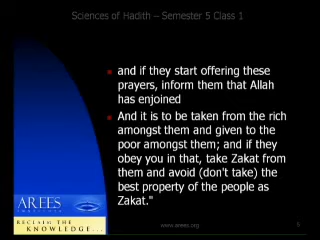 Sciences of Hadith – Semester 5 Class 1
and if they start offering these
prayers, inform them that Allah
has enjoined
And it is to be taken from the rich
amongst them and given to the
poor amongst them; and if they
obey you in that, take Zakat from
them and avoid (don't take) the
best property of the people as
Zakat."
AREES
RECLAIM THE
KNOWLEDGE
www.arees.org
5